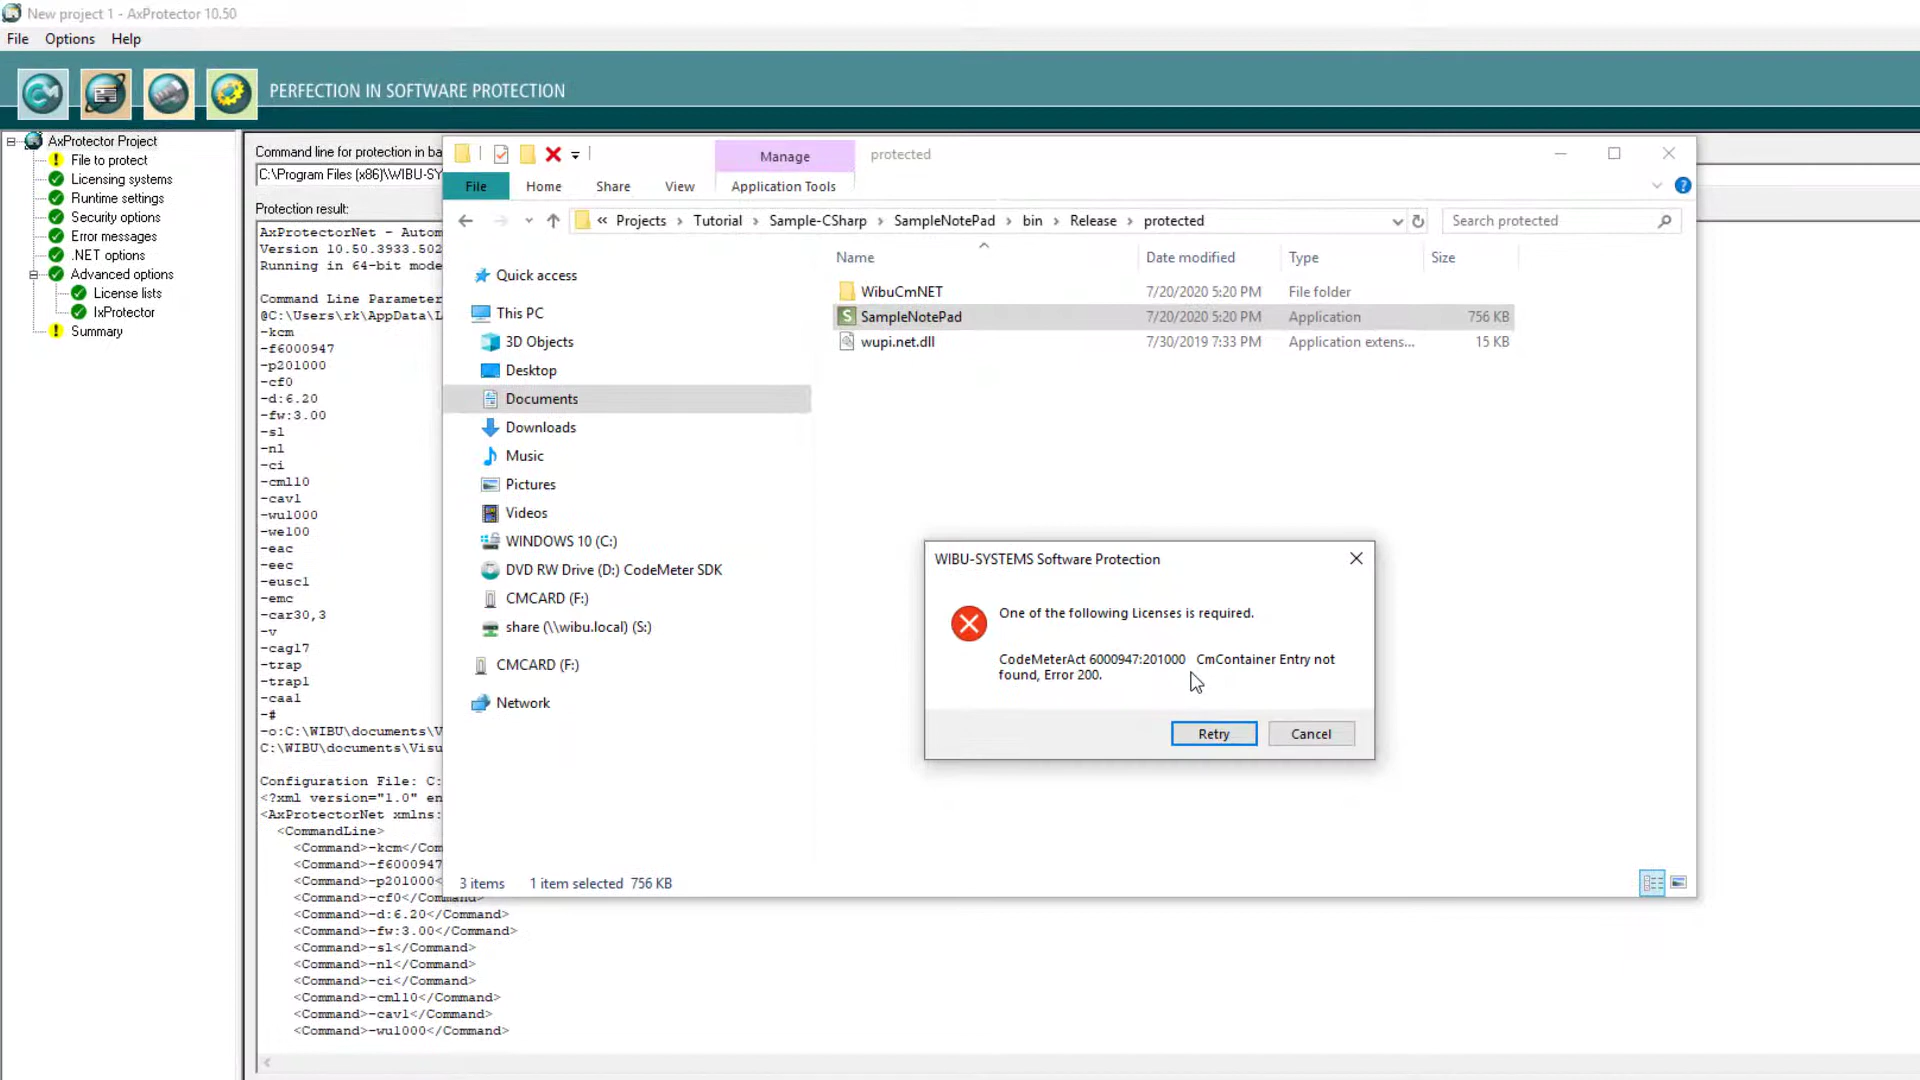 New project 1 - AxProtector 10.50
File Options Help
PERFECTION IN SOFTWARE PROTECTION
AxProtector Project
File to protect
Licensing systems
Runtime settings
Security options
Error messages
.NET options
Advanced options
License lists
IxProtector
Summary
Command line for protection in ba
C:\Program Files (x86)\WIBU-SY
Protection result:
AxProtectorNet - Autom
Version 10.50.3933.502
Running in 64-bit mode
Command Line Parameter
@C:\Users\rk\AppData\L
-kcm
-f6000947
-p201000
-cf0
-d:6.20
-fw:3.00
-sl
-nl
-ci
-cml10
-cav1
-wu1000
-we100
-eac
-eec
-eusc1
-emc
-car30,3
-v
-cag17
-trap
-trap1
-caa1
-#
-o:C:\WIBU\documents\V
C:\WIBU\documents\Visu
Configuration File: C:
<?xml version="1.0" en
<AxProtectorNet xmlns:
<CommandLine>
<Command>-kcm</Com
<Command>-f6000947
<Command>-p201000<
<Command>-cf0</Command>
<Command>-d:6.20</Command>
<Command>-fw:3.00</Command>
<Command>-sl</Command>
<Command>-nl</Command>
<Command>-ci</Command>
<Command>-cml10</Command>
<Command>-cav1</Command>
<Command>-wu1000</Command>
Manage protected
File Home Share View Application Tools
« Projects Tutorial Sample-CSharp SampleNotePad bin Release protected
Search protected
Quick access
This PC
3D Objects
Desktop
Documents
Downloads
Music
Pictures
Videos
WINDOWS 10 (C:)
DVD RW Drive (D:) CodeMeter SDK
CMCARD (F:)
share (\\wibu.local) (S:)
CMCARD (F:)
Network
Name Date modified Type Size
WibuCmNET 7/20/2020 5:20 PM File folder
SampleNotePad 7/20/2020 5:20 PM Application 756 KB
wupi.net.dll 7/30/2019 7:33 PM Application extens... 15 KB
WIBU-SYSTEMS Software Protection
One of the following Licenses is required.
CodeMeterAct 6000947:201000 CmContainer Entry not
found, Error 200.
Retry Cancel
3 items 1 item selected 756 KB